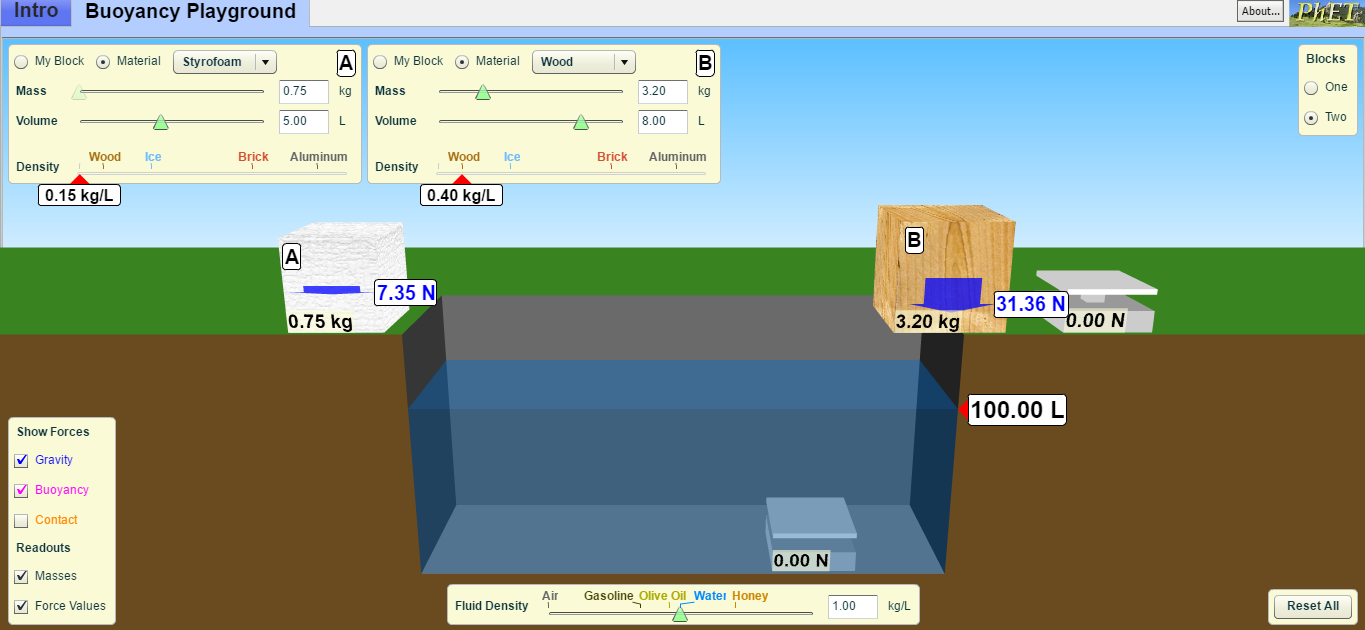 Intro
Buoyancy Playground
About...
PhET
My Block
Material
Styrofoam
A
Mass
0.75
kg
Volume
5.00
L
Wood
Ice
Brick
Aluminum
Density
0.15 kg/L
My Block
Material
Wood
B
Mass
3.20
kg
Volume
8.00
L
Wood
Ice
Brick
Aluminum
Density
0.40 kg/L
Blocks
One
Two
A
7.35 N
0.75 kg
B
31.36 N
3.20 kg
0.00 N
100.00 L
0.00 N
Show Forces
Gravity
Buoyancy
Contact
Readouts
Masses
Force Values
Fluid Density
Air
Gasoline
Olive Oil
Water
Honey
1.00
kg/L
Reset All